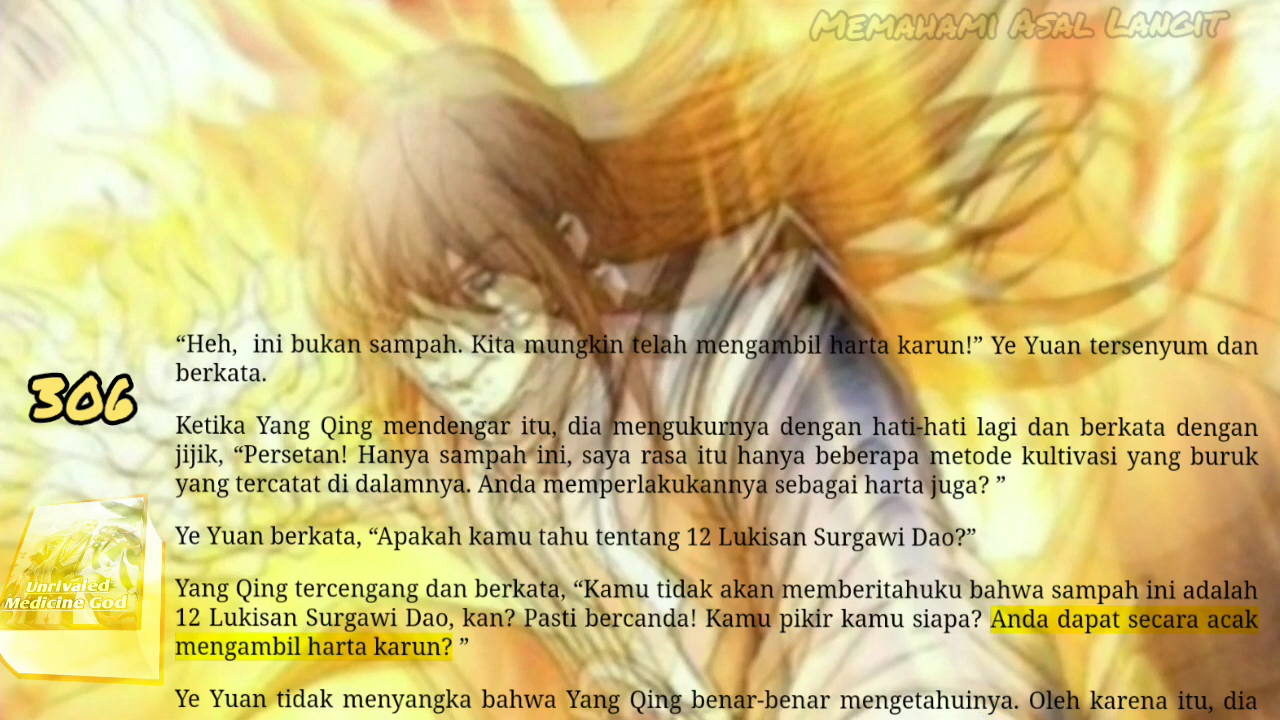 Memahami Asal Langit
“Heh,  ini bukan sampah. Kita mungkin telah mengambil harta karun!” Ye Yuan tersenyum dan
berkata.
306
Ketika Yang Qing mendengar itu, dia mengukurnya dengan hati-hati lagi dan berkata dengan
jijik, “Persetan! Hanya sampah ini, saya rasa itu hanya beberapa metode kultivasi yang buruk
yang tercatat di dalamnya. Anda memperlakukannya sebagai harta juga? ”
Ye Yuan berkata, “Apakah kamu tahu tentang 12 Lukisan Surgawi Dao?”
Unrivaled
Medicine God
Yang Qing tercengang dan berkata, “Kamu tidak akan memberitahuku bahwa sampah ini adalah
12 Lukisan Surgawi Dao, kan? Pasti bercanda! Kamu pikir kamu siapa? Anda dapat secara acak
mengambil harta karun? ”
Ye Yuan tidak menyangka bahwa Yang Qing benar-benar mengetahuinya. Oleh karena itu, dia